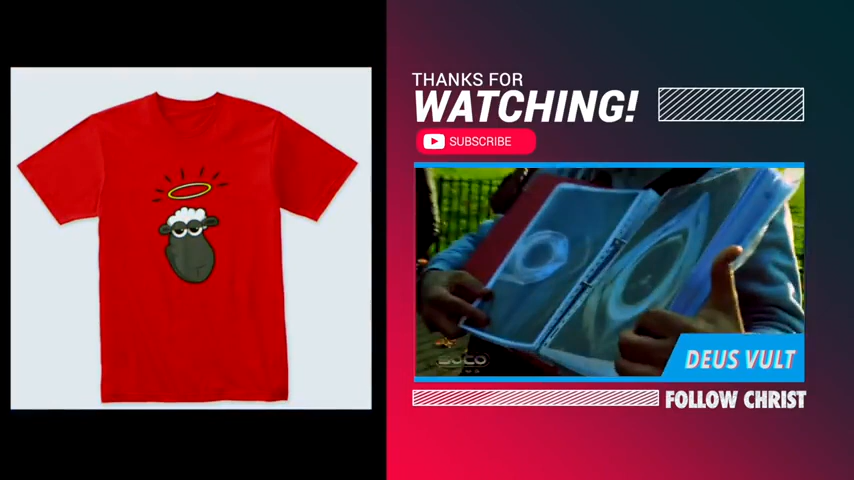 THANKS FOR
WATCHING!
SUBSCRIBE
DEUS VULT
FOLLOW CHRIST